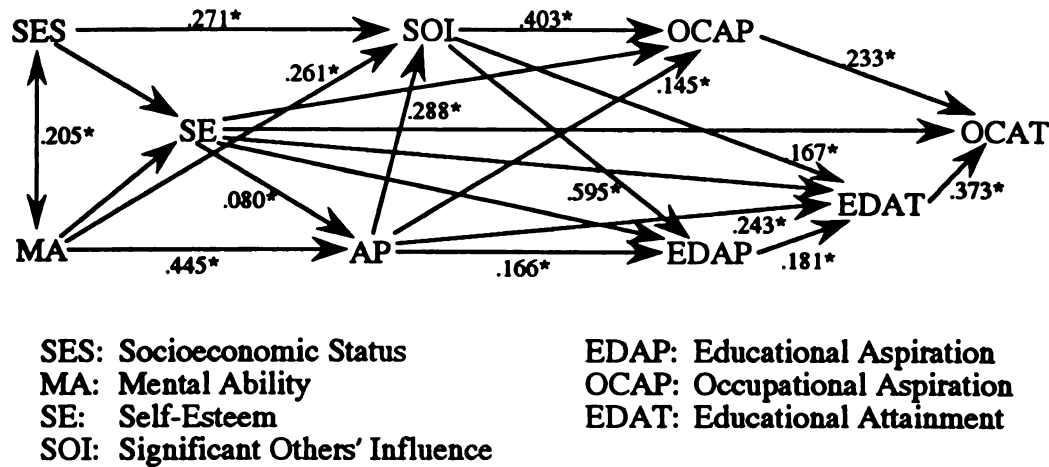 SES .271* SOI .403* OCAP
.233*
.261* .145*
.205* SE .288* OCAT
.167*
.080* .595* EDAT .373*
.243*
MA .445* AP .166* EDAP .181*
SES: Socioeconomic Status
MA: Mental Ability
SE: Self-Esteem
SOI: Significant Others' Influence
EDAP: Educational Aspiration
OCAP: Occupational Aspiration
EDAT: Educational Attainment